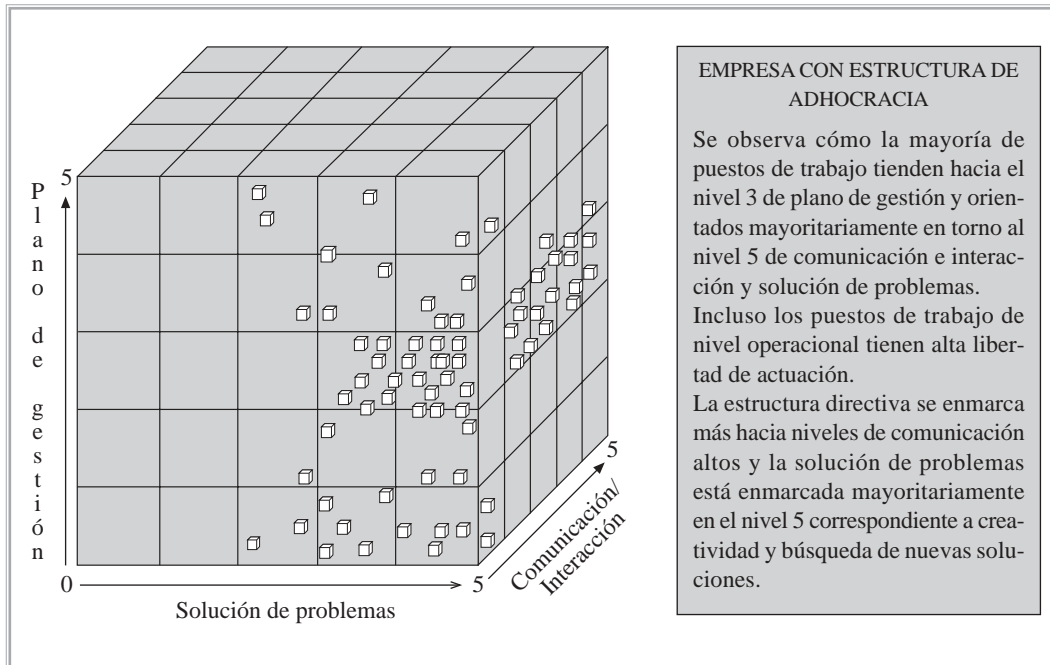 5
Plano de gestión
0
5
Solución de problemas
Comunicación/
Interacción
5
EMPRESA CON ESTRUCTURA DE
ADHOCRACIA
Se observa cómo la mayoría de
puestos de trabajo tienden hacia el
nivel 3 de plano de gestión y orien-
tados mayoritariamente en torno al
nivel 5 de comunicación e interac-
ción y solución de problemas.
Incluso los puestos de trabajo de
nivel operacional tienen alta liber-
tad de actuación.
La estructura directiva se enmarca
más hacia niveles de comunicación
altos y la solución de problemas
está enmarcada mayoritariamente
en el nivel 5 correspondiente a crea-
tividad y búsqueda de nuevas solu-
ciones.